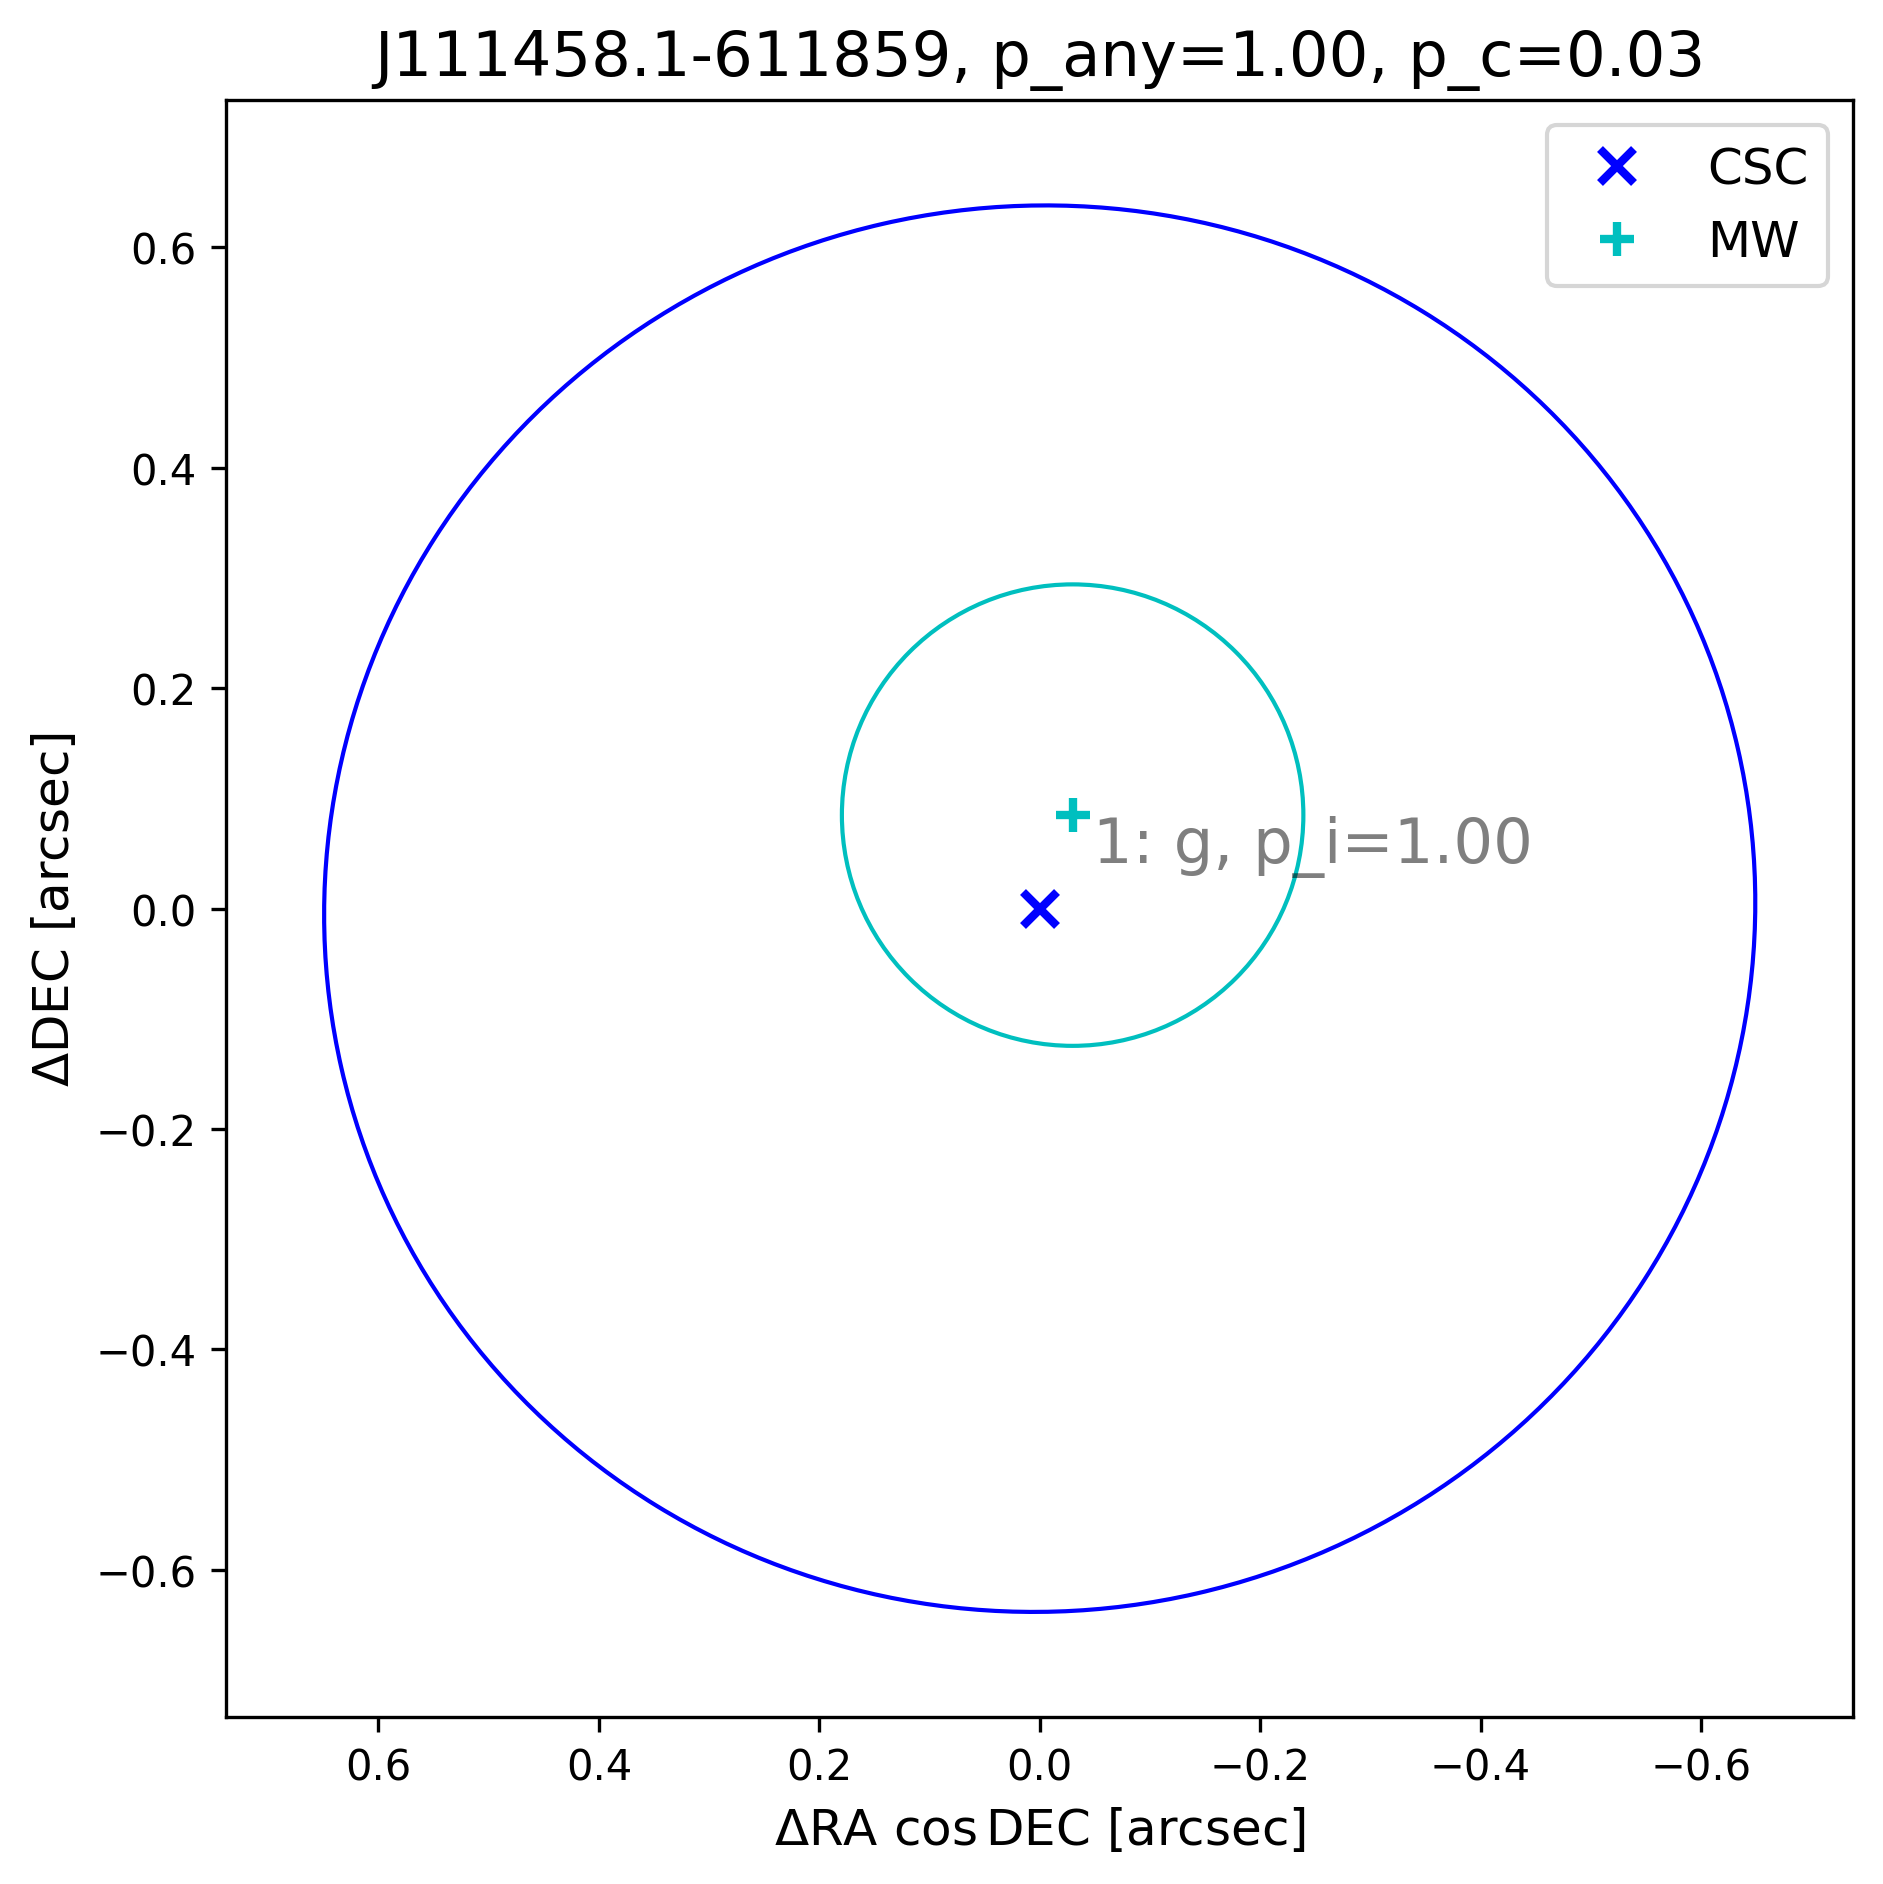 J111458.1-611859, p_any=1.00, p_c=0.03
CSC
MW
0.6
0.4
0.2
0.0
−0.2
−0.4
−0.6
ΔDEC [arcsec]
1: g, p_i=1.00
0.6
0.4
0.2
0.0
−0.2
−0.4
−0.6
ΔRA cos DEC [arcsec]